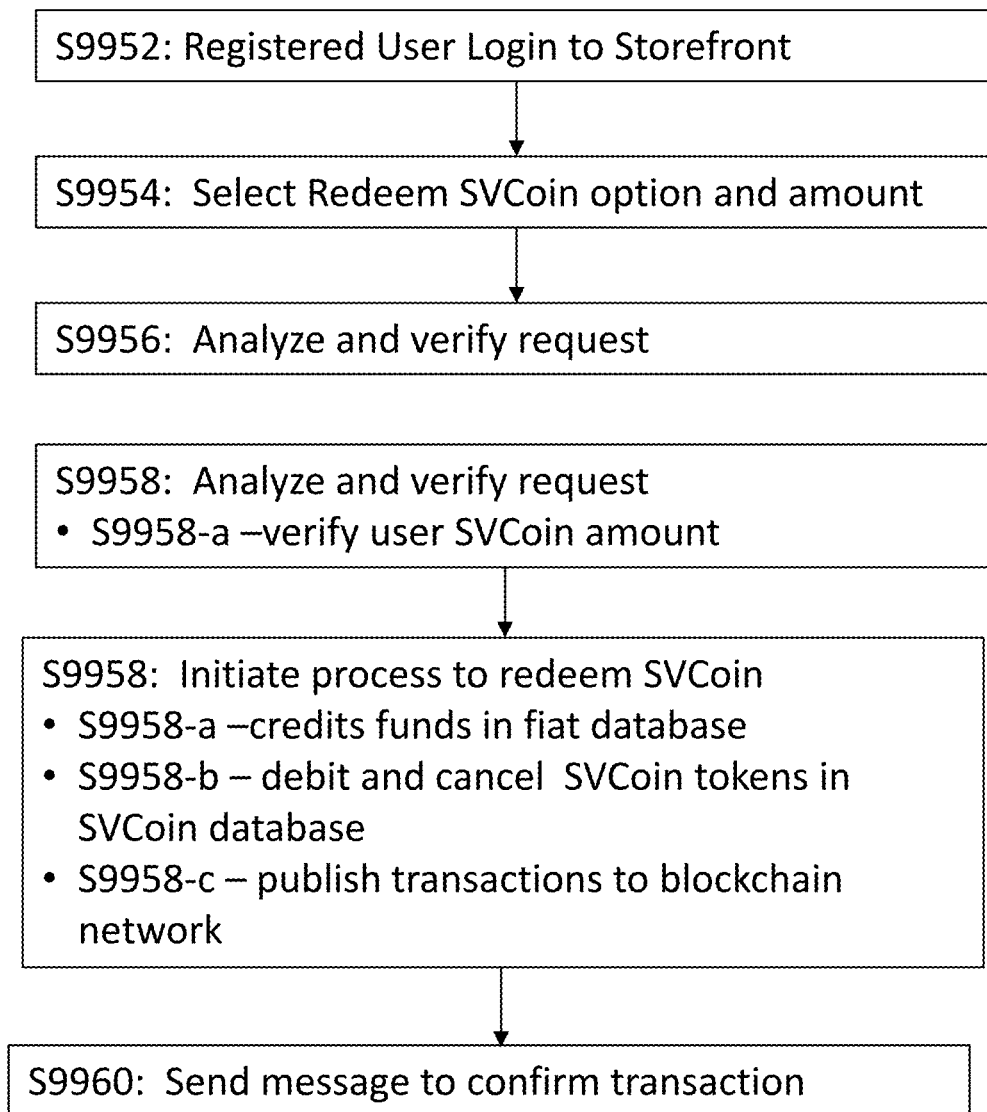 S9952: Registered User Login to Storefront
S9954:  Select Redeem SVCoin option and amount
S9956:  Analyze and verify request
S9958:  Analyze and verify request
• S9958-a –verify user SVCoin amount
S9958:  Initiate process to redeem SVCoin
• S9958-a –credits funds in fiat database
• S9958-b – debit and cancel  SVCoin tokens in
SVCoin database
• S9958-c – publish transactions to blockchain
network
S9960:  Send message to confirm transaction